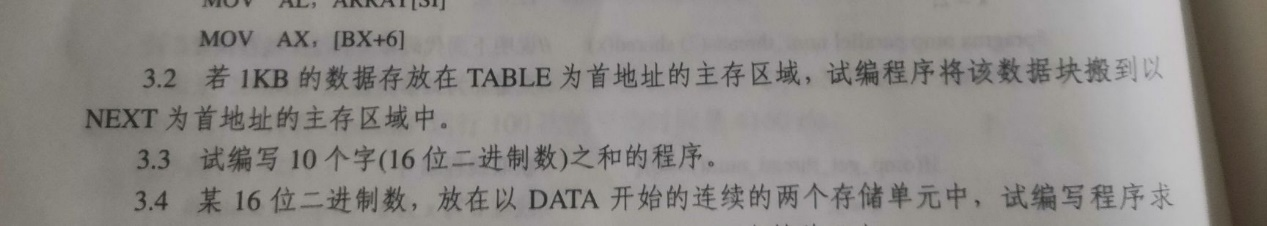 MOV AL, ARRAY[SI]
MOV AX, [BX+6]
3.2 若 1KB 的数据存放在 TABLE 为首地址的主存区域，试编程序将该数据块搬到以
NEXT 为首地址的主存区域中。
3.3 试编写 10 个字(16 位二进制数)之和的程序。
3.4 某 16 位二进制数，放在以 DATA 开始的连续的两个存储单元中，试编写程序求